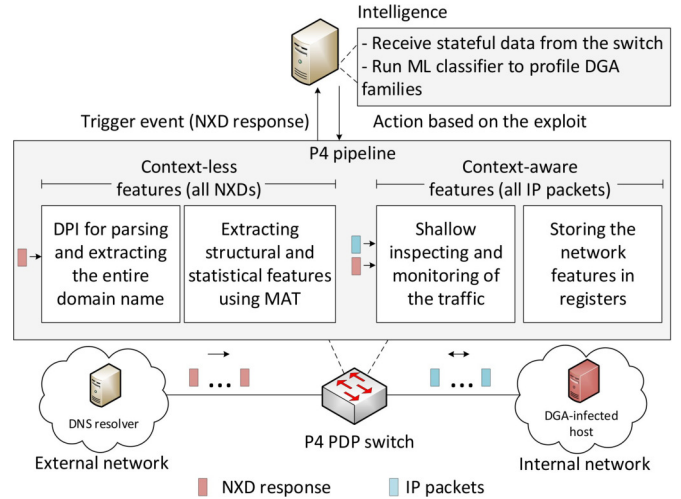 Intelligence
- Receive stateful data from the switch
- Run ML classifier to profile DGA
families
Trigger event (NXD response)
Action based on the exploit
P4 pipeline
Context-less
features (all NXDs)
Context-aware
features (all IP packets)
DPI for parsing
and extracting
the entire
domain name
Extracting
structural and
statistical features
using MAT
Shallow
inspecting and
monitoring of
the traffic
Storing the
network
features in
registers
DNS resolver
External network
P4 PDP switch
DGA-infected
host
Internal network
NXD response
IP packets